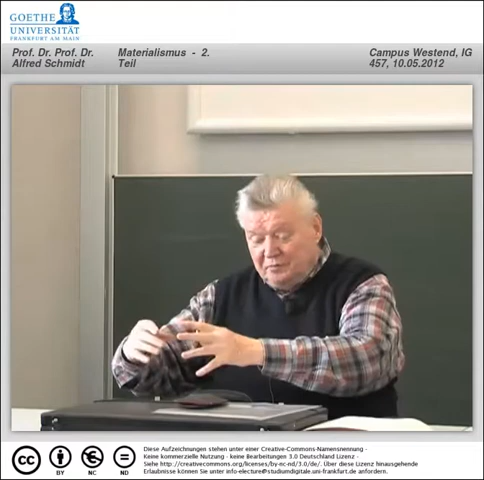 GOETHE
UNIVERSITÄT
FRANKFURT AM MAIN
Prof. Dr. Prof. Dr. Materialismus - 2. Campus Westend, IG
Alfred Schmidt Teil 457, 10.05.2012
Diese Aufzeichnungen stehen unter einer Creative-Commons-Namensnennung -
Keine kommerzielle Nutzung - keine Bearbeitungen 3.0 Deutschland Lizenz -
Siehe http://creativecommons.org/licenses/by-nc-nd/3.0/de/. Über diese Lizenz hinausgehende
Erlaubnisse können Sie unter info-electure@studiumdigitale.uni-frankfurt.de anfordern.
cc BY NC ND